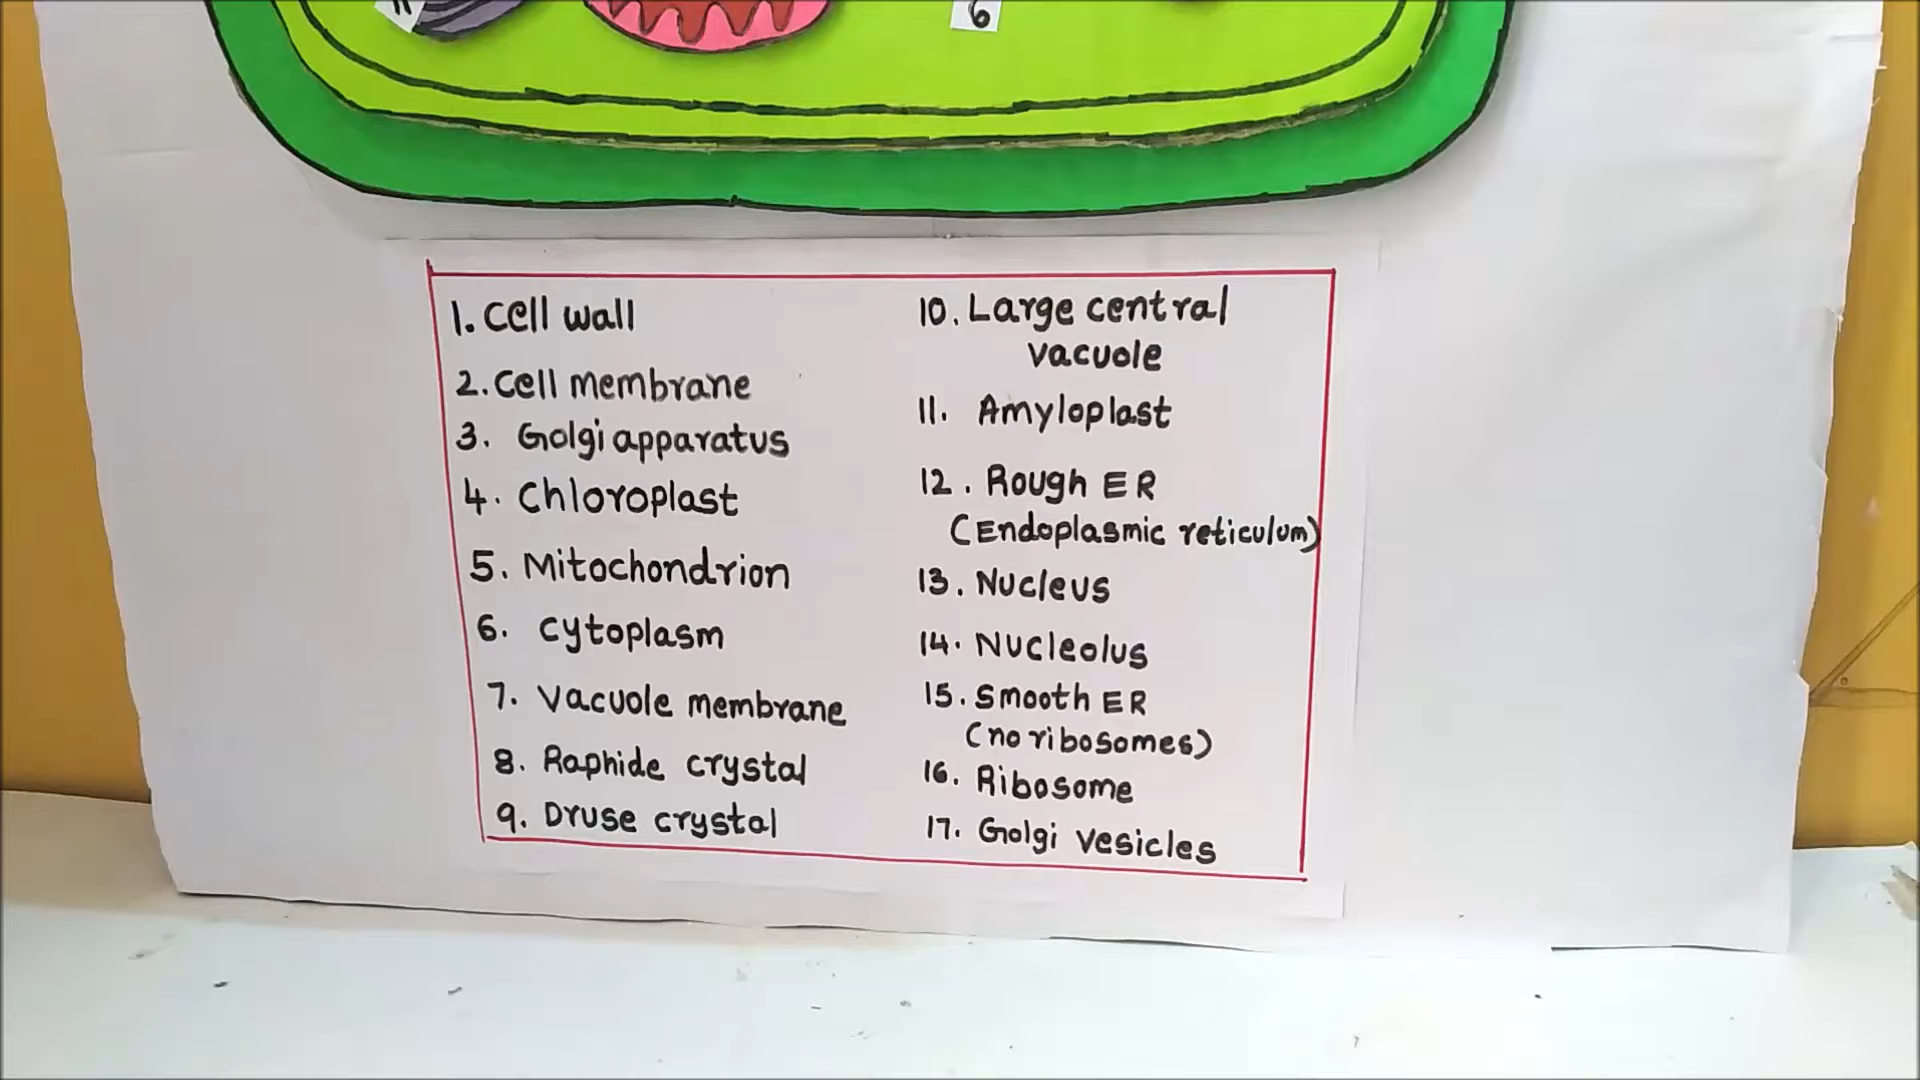 11
6
1. Cell wall
2. Cell membrane
3. Golgi apparatus
4. Chloroplast
5. Mitochondrion
6. Cytoplasm
7. Vacuole membrane
8. Raphide crystal
9. Druse crystal
10. Large central
vacuole
11. Amyloplast
12. Rough ER
(Endoplasmic reticulum)
13. Nucleus
14. Nucleolus
15. Smooth ER
(no ribosomes)
16. Ribosome
17. Golgi vesicles